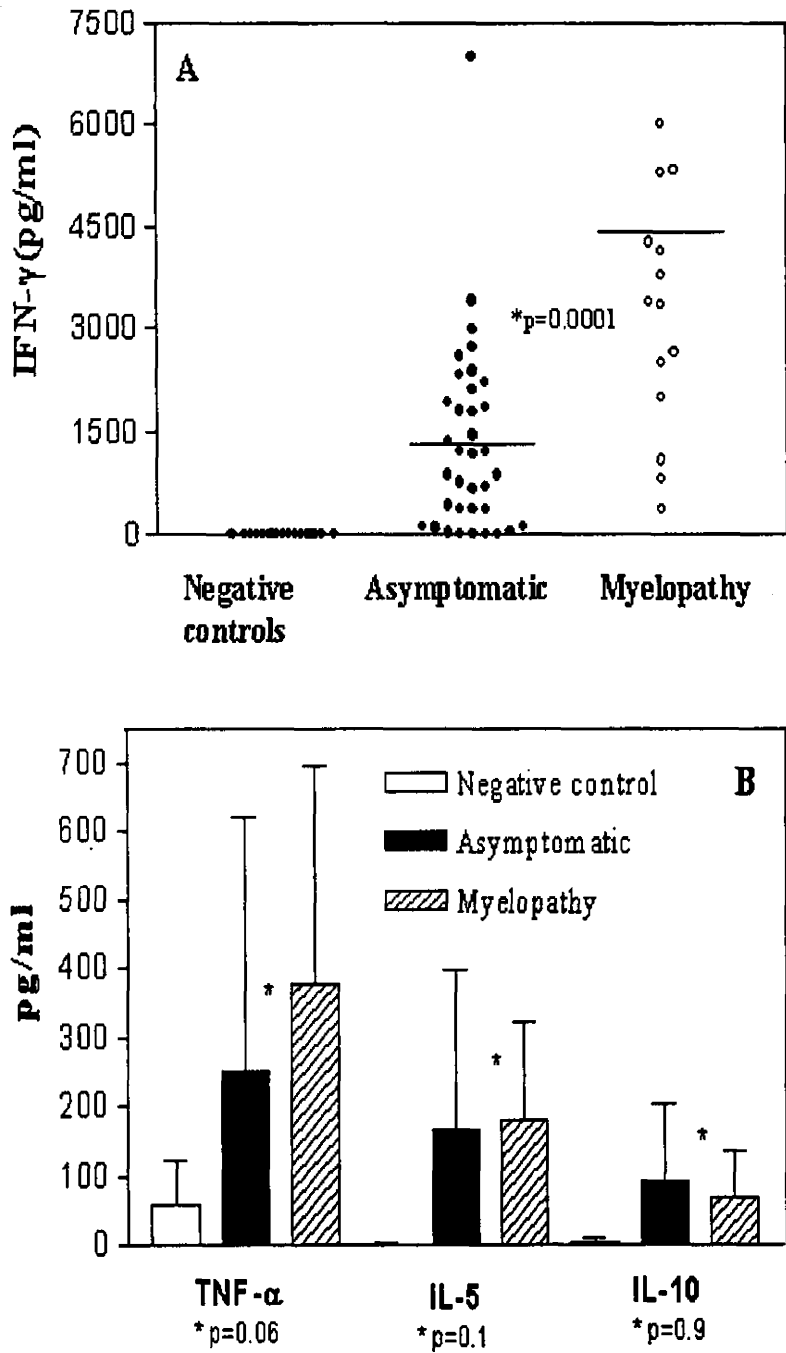 A
IFN-γ(pg/ml)
7500
6000
4500
3000
1500
0
*p=0.0001
Negative controls
Asymptomatic
Myelopathy
B
pg/ml
700
600
500
400
300
200
100
0
Negative control
Asymptomatic
Myelopathy
*
*
*
TNF-α
IL-5
IL-10
*p=0.06
*p=0.1
*p=0.9